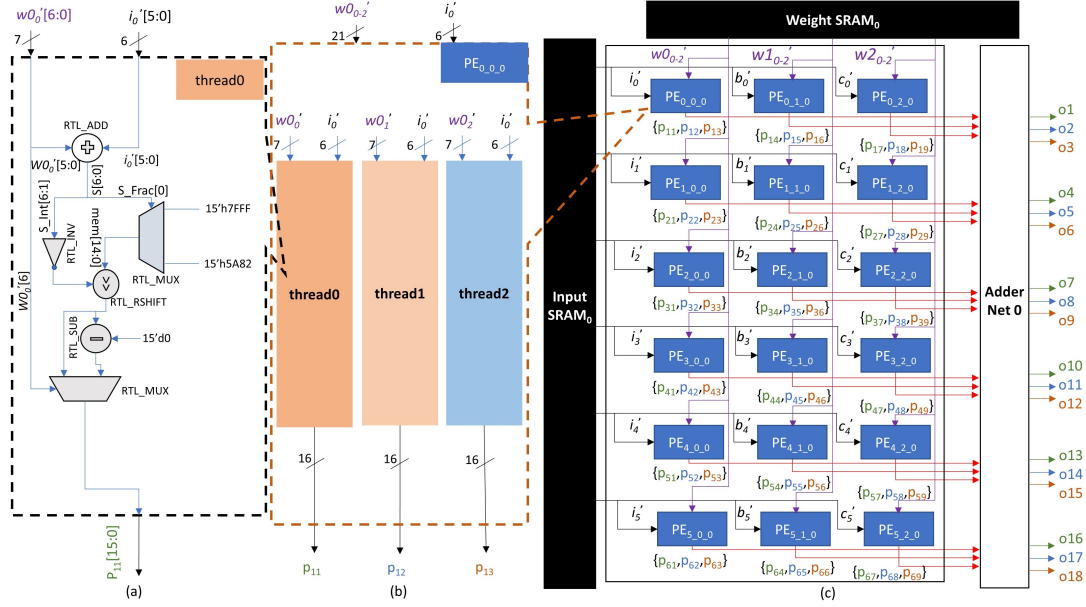 w0₀'[6:0]
i₀'[5:0]
7
6
thread0
RTL_ADD
W0₀'[5:0]
i₀'[5:0]
S[6:0]
S_Frac[0]
S_Int[6:1]
15'h7FFF
mem[14:0]
RTL_INV
15'h5A82
RTL_MUX
W0₀'[6]
>>
RTL_RSHIFT
RTL_SUB
15'd0
RTL_MUX
P₁₁[15:0]
(a)
w0₀₋₂'
i₀'
21
6
PE₀_₀_₀
w0₀' i₀' w0₁' i₀' w0₂' i₀'
7 6 7 6 7 6
thread0 thread1 thread2
16 16 16
p₁₁ p₁₂ p₁₃
(b)
Weight SRAM₀
Input
SRAM₀
w0₀₋₂' w1₀₋₂' w2₀₋₂'
i₀' b₀' c₀'
PE₀_₀_₀ PE₀_₁_₀ PE₀_₂_₀
{p₁₁,p₁₂,p₁₃} {p₁₄,p₁₅,p₁₆} {p₁₇,p₁₈,p₁₉}
i₁' b₁' c₁'
PE₁_₀_₀ PE₁_₁_₀ PE₁_₂_₀
{p₂₁,p₂₂,p₂₃} {p₂₄,p₂₅,p₂₆} {p₂₇,p₂₈,p₂₉}
i₂' b₂' c₂'
PE₂_₀_₀ PE₂_₁_₀ PE₂_₂_₀
{p₃₁,p₃₂,p₃₃} {p₃₄,p₃₅,p₃₆} {p₃₇,p₃₈,p₃₉}
i₃' b₃' c₃'
PE₃_₀_₀ PE₃_₁_₀ PE₃_₂_₀
{p₄₁,p₄₂,p₄₃} {p₄₄,p₄₅,p₄₆} {p₄₇,p₄₈,p₄₉}
i₄' b₄' c₄'
PE₄_₀_₀ PE₄_₁_₀ PE₄_₂_₀
{p₅₁,p₅₂,p₅₃} {p₅₄,p₅₅,p₅₆} {p₅₇,p₅₈,p₅₉}
i₅' b₅' c₅'
PE₅_₀_₀ PE₅_₁_₀ PE₅_₂_₀
{p₆₁,p₆₂,p₆₃} {p₆₄,p₆₅,p₆₆} {p₆₇,p₆₈,p₆₉}
(c)
Adder
Net 0
o1
o2
o3
o4
o5
o6
o7
o8
o9
o10
o11
o12
o13
o14
o15
o16
o17
o18